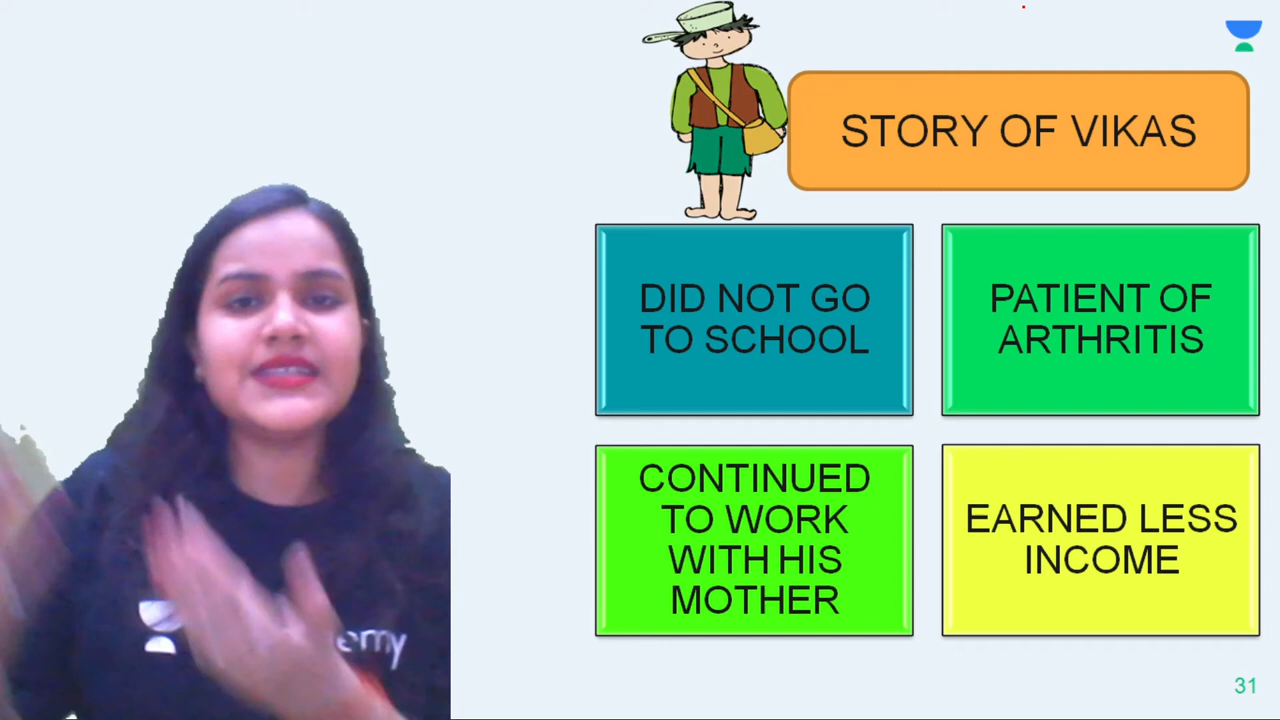 STORY OF VIKAS
DID NOT GO
TO SCHOOL
PATIENT OF
ARTHRITIS
CONTINUED
TO WORK
WITH HIS
MOTHER
EARNED LESS
INCOME
31